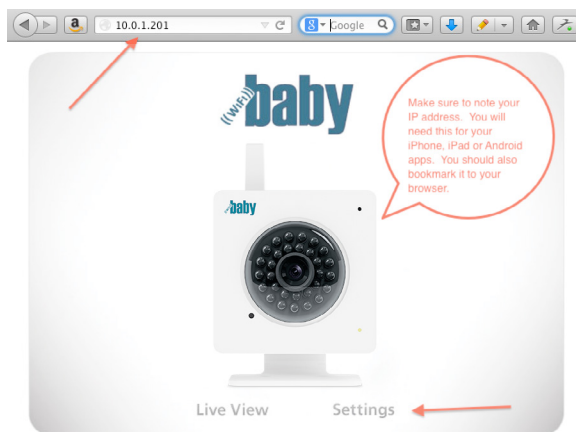 10.0.1.201
Google
((WiFi))
baby
Make sure to note your
IP address. You will
need this for your
iPhone, iPad or Android
apps. You should also
bookmark it to your
browser.
baby
Live View Settings